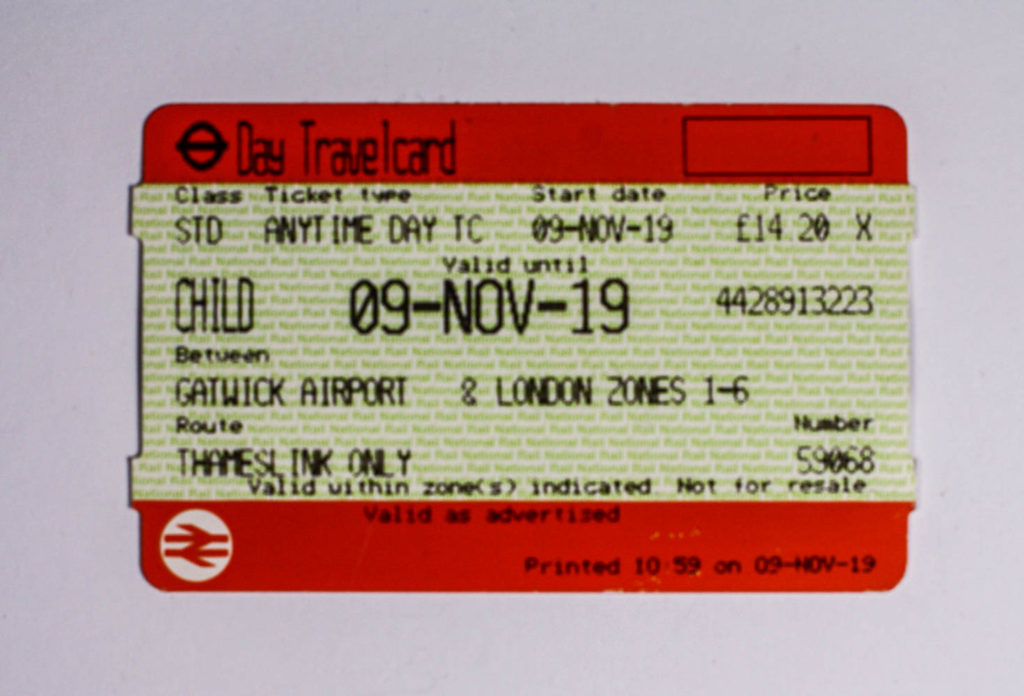 Day Travelcard
Class Ticket type Start date Price
STD ANYTIME DAY TC 09-NOV-19 £14.20 X
Valid until
CHILD 09-NOV-19 4428913223
Between
GATWICK AIRPORT & LONDON ZONES 1-6
Route Number
THAMESLINK ONLY 59068
Valid within zone(s) indicated Not for resale
Valid as advertised
Printed 10:59 on 09-NOV-19